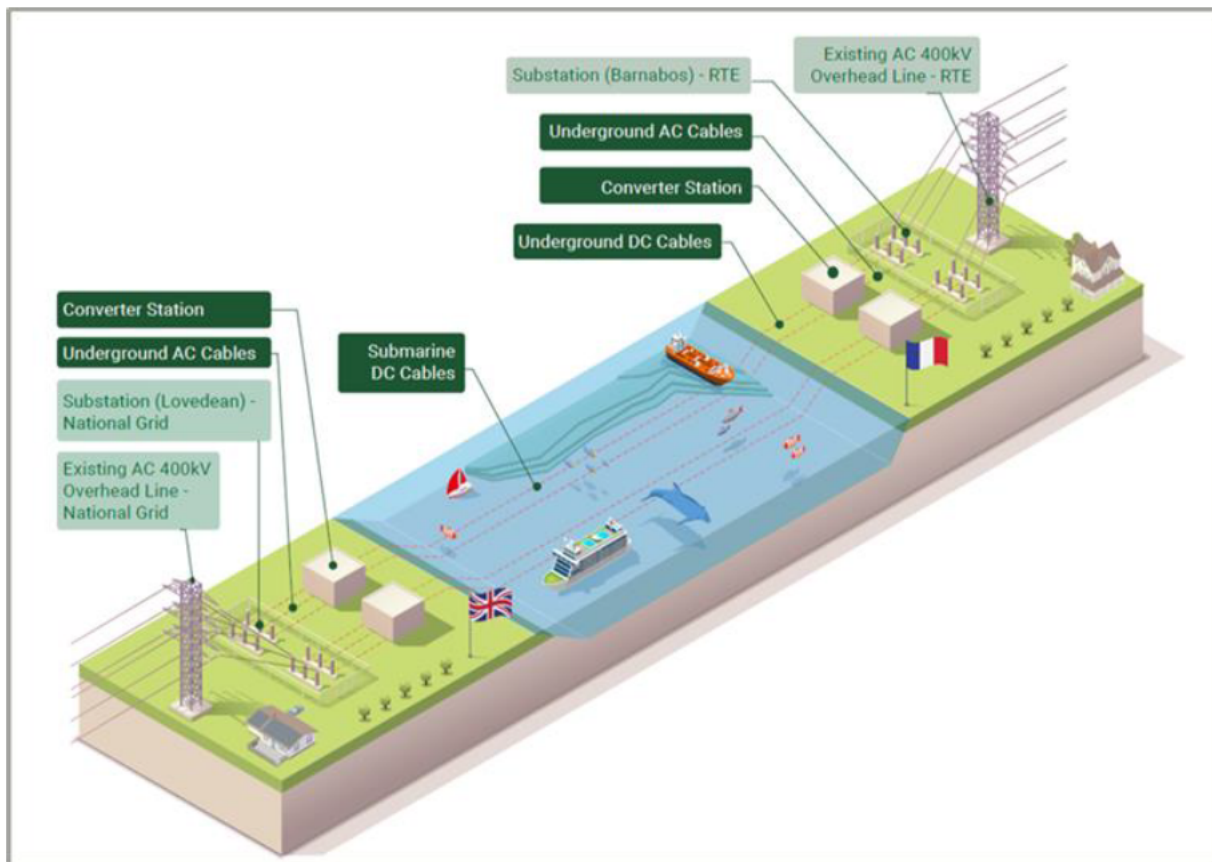 Substation (Barnabos) - RTE
Existing AC 400kV
Overhead Line - RTE
Underground AC Cables
Converter Station
Underground DC Cables
Converter Station
Underground AC Cables
Substation (Lovedean) -
National Grid
Existing AC 400kV
Overhead Line -
National Grid
Submarine
DC Cables